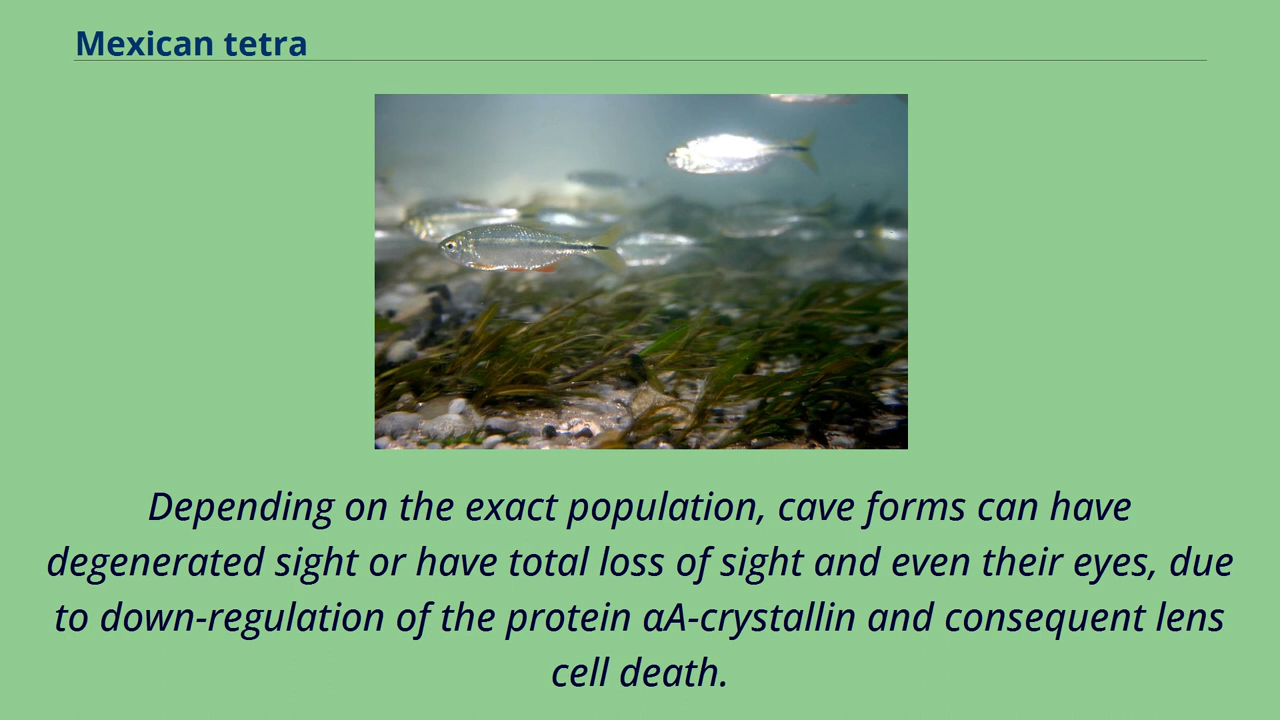 Mexican tetra
Depending on the exact population, cave forms can have
degenerated sight or have total loss of sight and even their eyes, due
to down-regulation of the protein αA-crystallin and consequent lens
cell death.